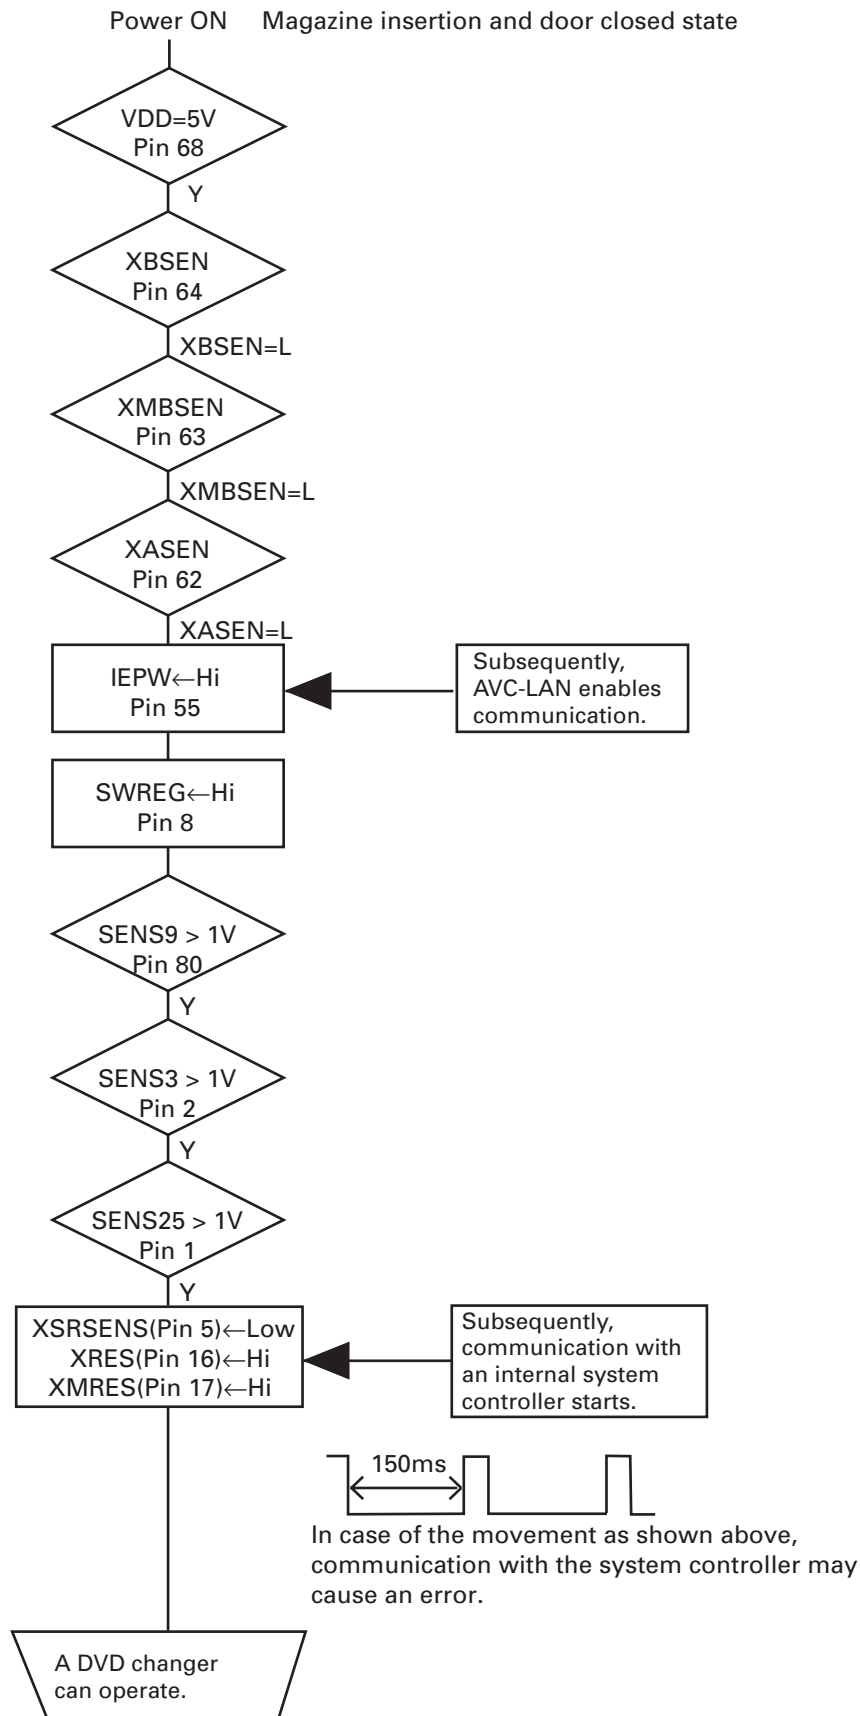 Power ON Magazine insertion and door closed state
VDD=5V
Pin 68
Y
XBSEN
Pin 64
XBSEN=L
XMBSEN
Pin 63
XMBSEN=L
XASEN
Pin 62
XASEN=L
IEPW←Hi
Pin 55
Subsequently,
AVC-LAN enables
communication.
SWREG←Hi
Pin 8
SENS9 > 1V
Pin 80
Y
SENS3 > 1V
Pin 2
Y
SENS25 > 1V
Pin 1
Y
XSRSENS(Pin 5)←Low
XRES(Pin 16)←Hi
XMRES(Pin 17)←Hi
Subsequently,
communication with
an internal system
controller starts.
150ms
In case of the movement as shown above,
communication with the system controller may
cause an error.
A DVD changer
can operate.